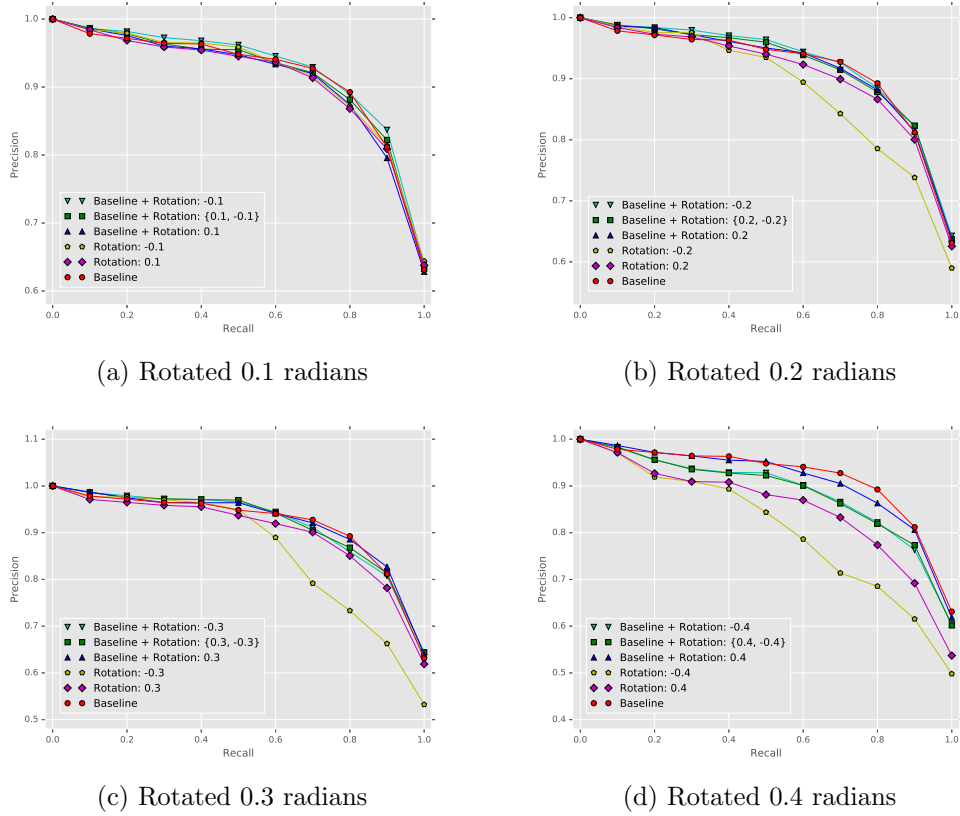 1.0
0.9
0.8
0.7
0.6
Precision
0.0 0.2 0.4 0.6 0.8 1.0
Recall
Baseline + Rotation: -0.1
Baseline + Rotation: {0.1, -0.1}
Baseline + Rotation: 0.1
Rotation: -0.1
Rotation: 0.1
Baseline
(a) Rotated 0.1 radians
1.0
0.9
0.8
0.7
0.6
Precision
0.0 0.2 0.4 0.6 0.8 1.0
Recall
Baseline + Rotation: -0.2
Baseline + Rotation: {0.2, -0.2}
Baseline + Rotation: 0.2
Rotation: -0.2
Rotation: 0.2
Baseline
(b) Rotated 0.2 radians
1.1
1.0
0.9
0.8
0.7
0.6
0.5
Precision
0.0 0.2 0.4 0.6 0.8 1.0
Recall
Baseline + Rotation: -0.3
Baseline + Rotation: {0.3, -0.3}
Baseline + Rotation: 0.3
Rotation: -0.3
Rotation: 0.3
Baseline
(c) Rotated 0.3 radians
1.0
0.9
0.8
0.7
0.6
0.5
0.4
Precision
0.0 0.2 0.4 0.6 0.8 1.0
Recall
Baseline + Rotation: -0.4
Baseline + Rotation: {0.4, -0.4}
Baseline + Rotation: 0.4
Rotation: -0.4
Rotation: 0.4
Baseline
(d) Rotated 0.4 radians